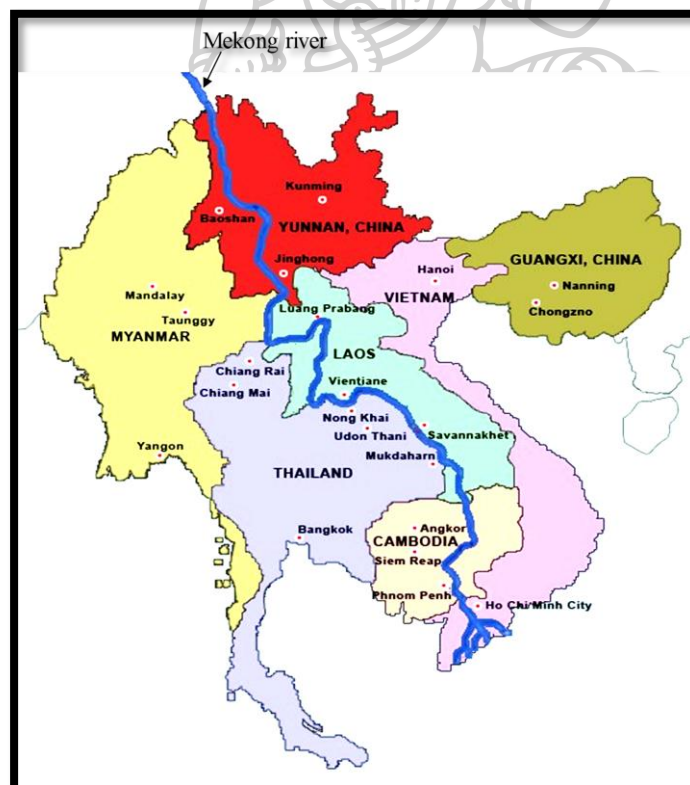 Mekong river
Kunming
Baoshan
YUNNAN, CHINA
Jinghong
GUANGXI, CHINA
Hanoi
Nanning
VIETNAM
Chongzno
Mandalay
Luang Prabang
Taunggy
MYANMAR
LAOS
Chiang Rai
Chiang Mai
Vientiane
Nong Khai
Udon Thani
Savannakhet
Yangon
Mukdaharn
THAILAND
Bangkok
Angkor
CAMBODIA
Siem Reap
Phnom Penh
Ho Chi Minh City